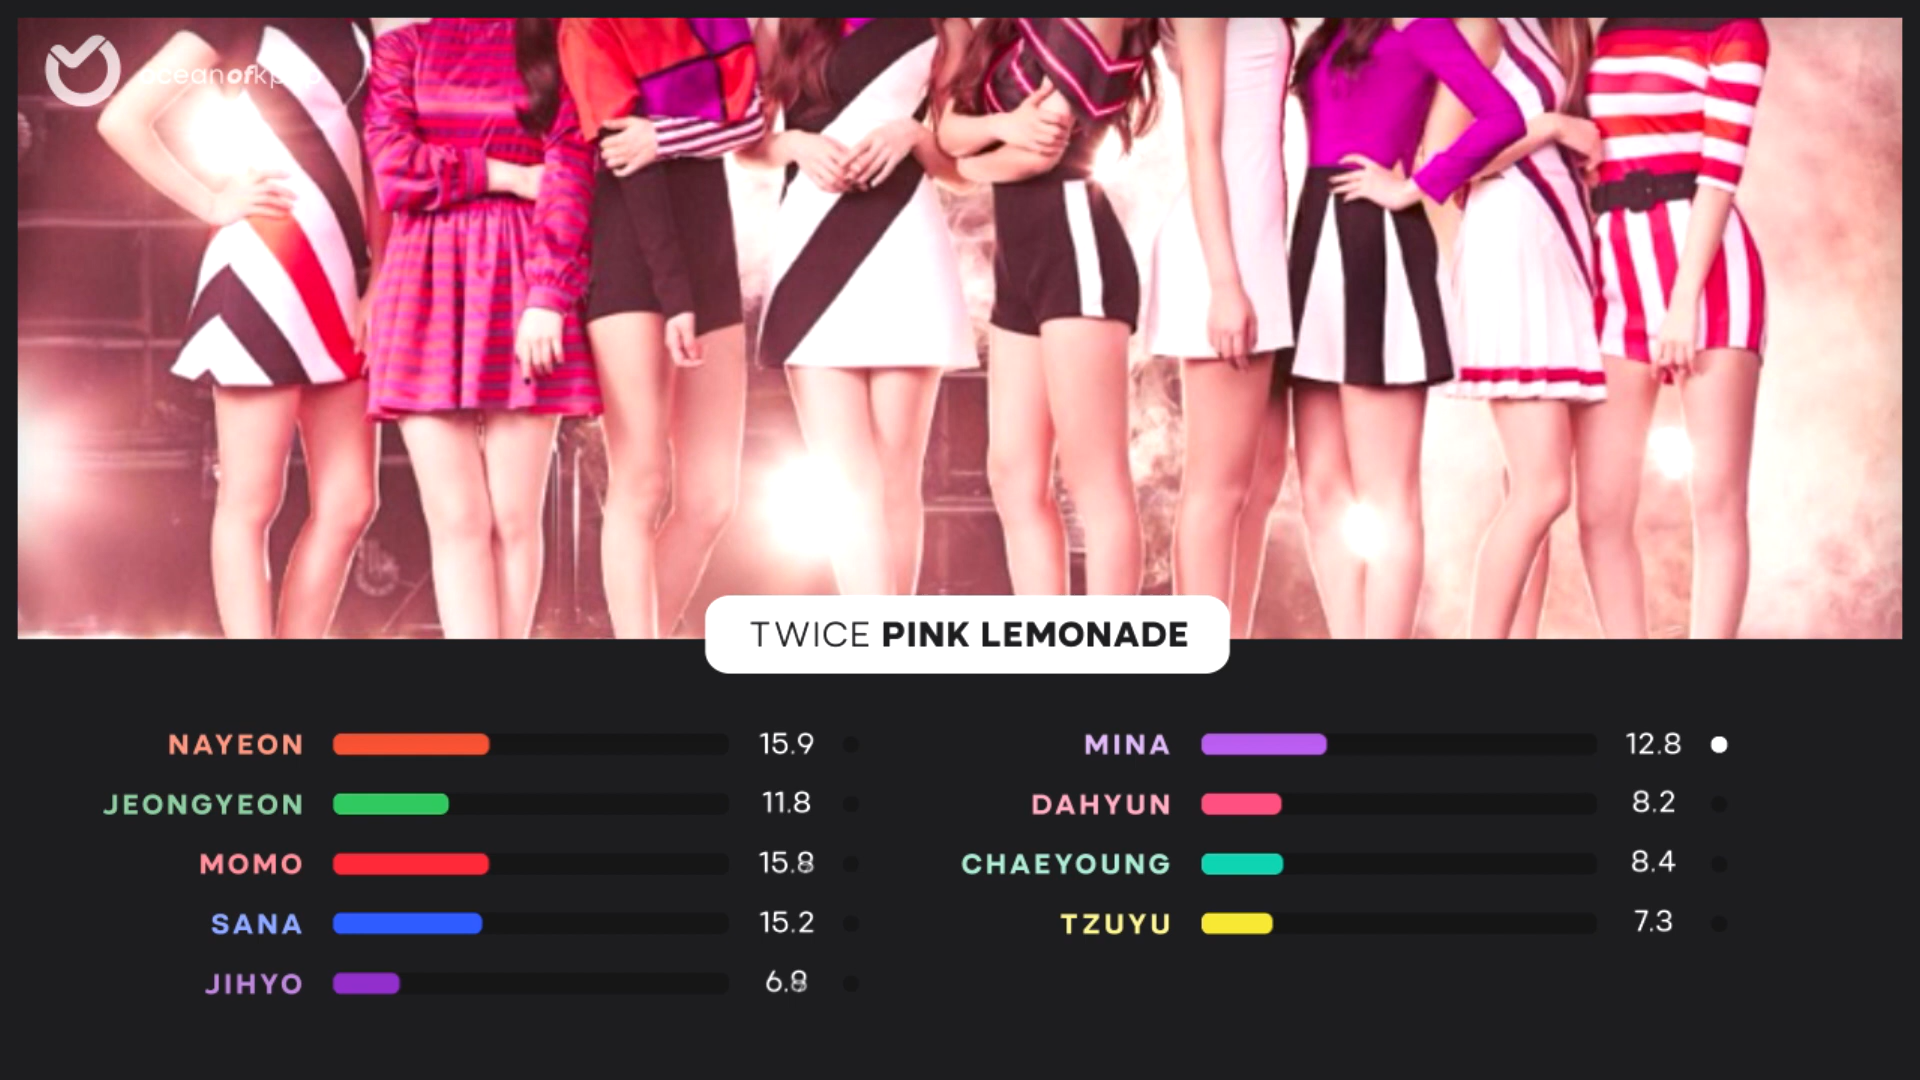 oceanofkpop
TWICE PINK LEMONADE
NAYEON 15.9
JEONGYEON 11.8
MOMO 15.8
SANA 15.2
JIHYO 6.8
MINA 12.8
DAHYUN 8.2
CHAEYOUNG 8.4
TZUYU 7.3